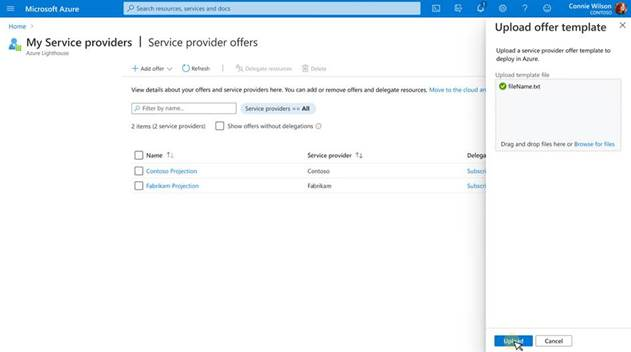 Microsoft Azure
Search resources, services and docs
Connie Wilson
CONTOSO
Home
My Service providers | Service provider offers
Azure Lighthouse
Add offer
Refresh
Delegate resources
Delete
View details about your offers and service providers here. You can add or remove offers and delegate resources. Move to the cloud an
Filter by name...
Service providers == All
2 items (2 service providers)
Show offers without delegations
Name
Service provider
Delega
Contoso Projection
Contoso
Subscri
Fabrikam Projection
Fabrikam
Subscri
Upload offer template
Upload a service provider offer template to
deploy in Azure.
Upload template file
fileName.txt
Drag and drop files here or Browse for files
Upload
Cancel